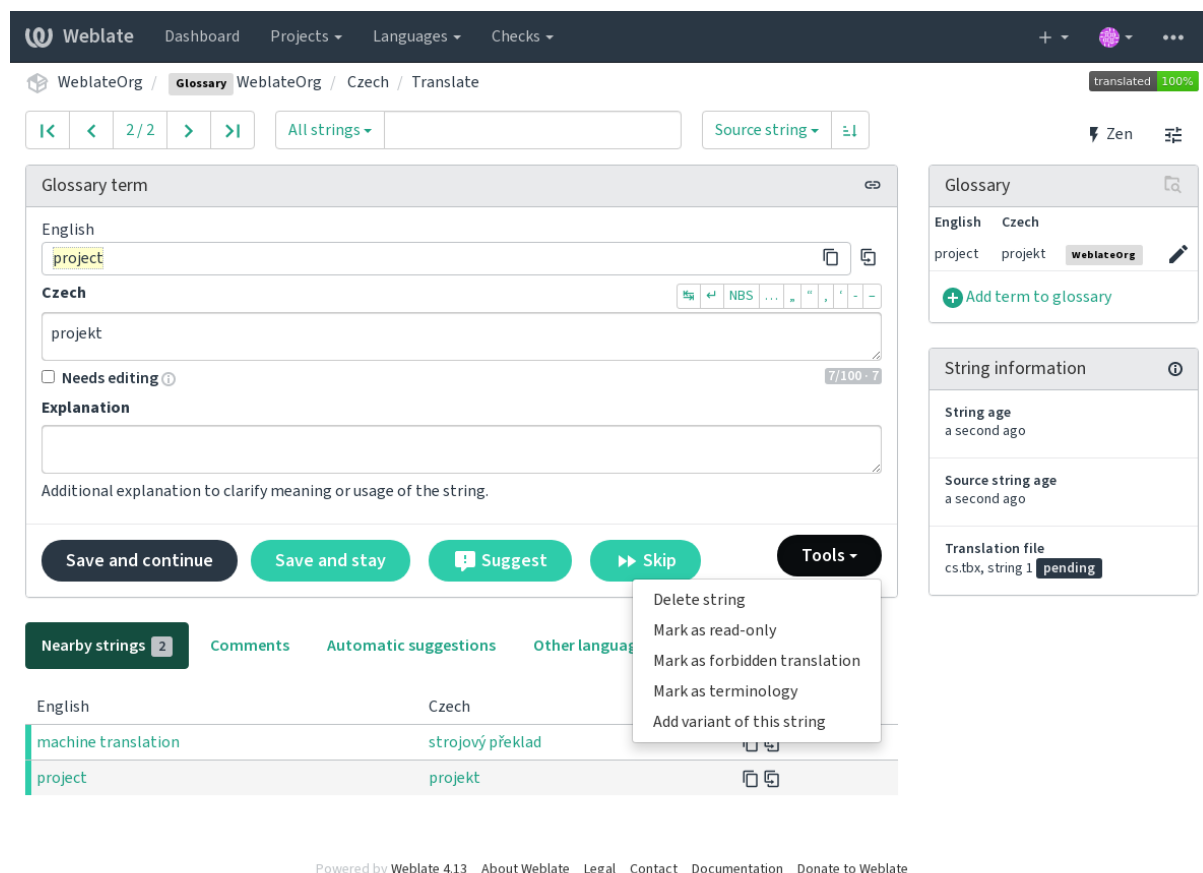 Weblate Dashboard Projects Languages Checks
WeblateOrg / Glossary WeblateOrg / Czech / Translate translated 100%
2 / 2 All strings Source string Zen
Glossary term
English
project
Czech
NBS … „ “ ‚ ‘ - –
projekt
Needs editing 7/100 · 7
Explanation
Additional explanation to clarify meaning or usage of the string.
Save and continue Save and stay Suggest Skip Tools
Delete string
Mark as read-only
Mark as forbidden translation
Mark as terminology
Add variant of this string
Glossary
English Czech
project projekt WeblateOrg
Add term to glossary
String information
String age
a second ago
Source string age
a second ago
Translation file
cs.tbx, string 1 pending
Nearby strings 2 Comments Automatic suggestions Other
English Czech
machine translation strojový překlad
project projekt
Powered by Weblate 4.13 About Weblate Legal Contact Documentation Donate to Weblate